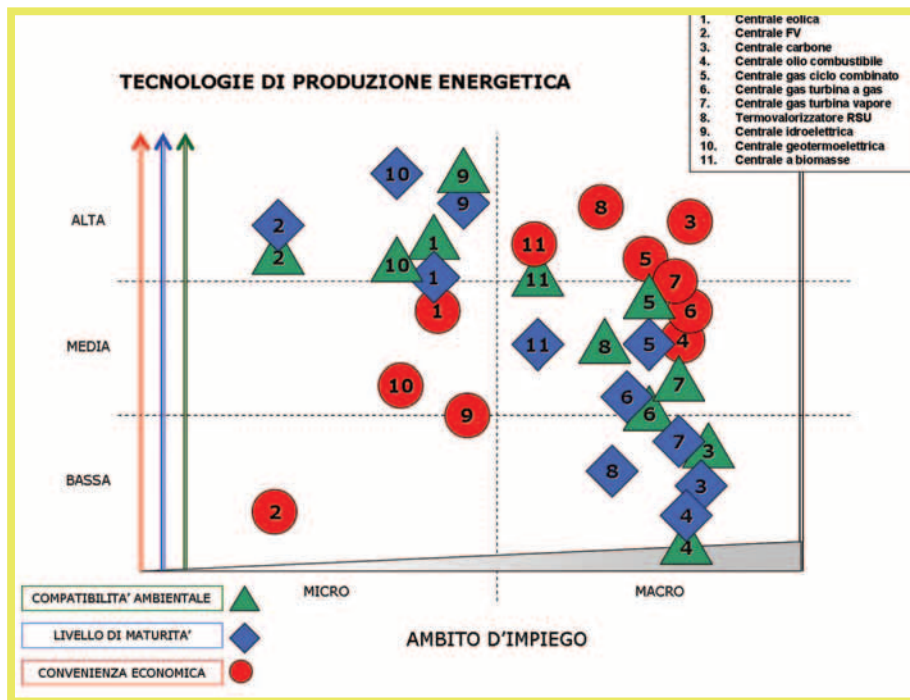 1. Centrale eolica
2. Centrale FV
3. Centrale carbone
4. Centrale olio combustibile
5. Centrale gas ciclo combinato
6. Centrale gas turbina a gas
7. Centrale gas turbina vapore
8. Termovalorizzatore RSU
9. Centrale idroelettrica
10. Centrale geotermoelettrica
11. Centrale a biomasse
TECNOLOGIE DI PRODUZIONE ENERGETICA
ALTA
MEDIA
BASSA
10 9
9 8
2 3
1 11
2 10 5
1 11 7
5
1 6
11 8 5 4
10 7
6
9 6
7 3
8
3
2 4
4
MICRO MACRO
COMPATIBILITA' AMBIENTALE
LIVELLO DI MATURITA'
CONVENIENZA ECONOMICA
AMBITO D'IMPIEGO